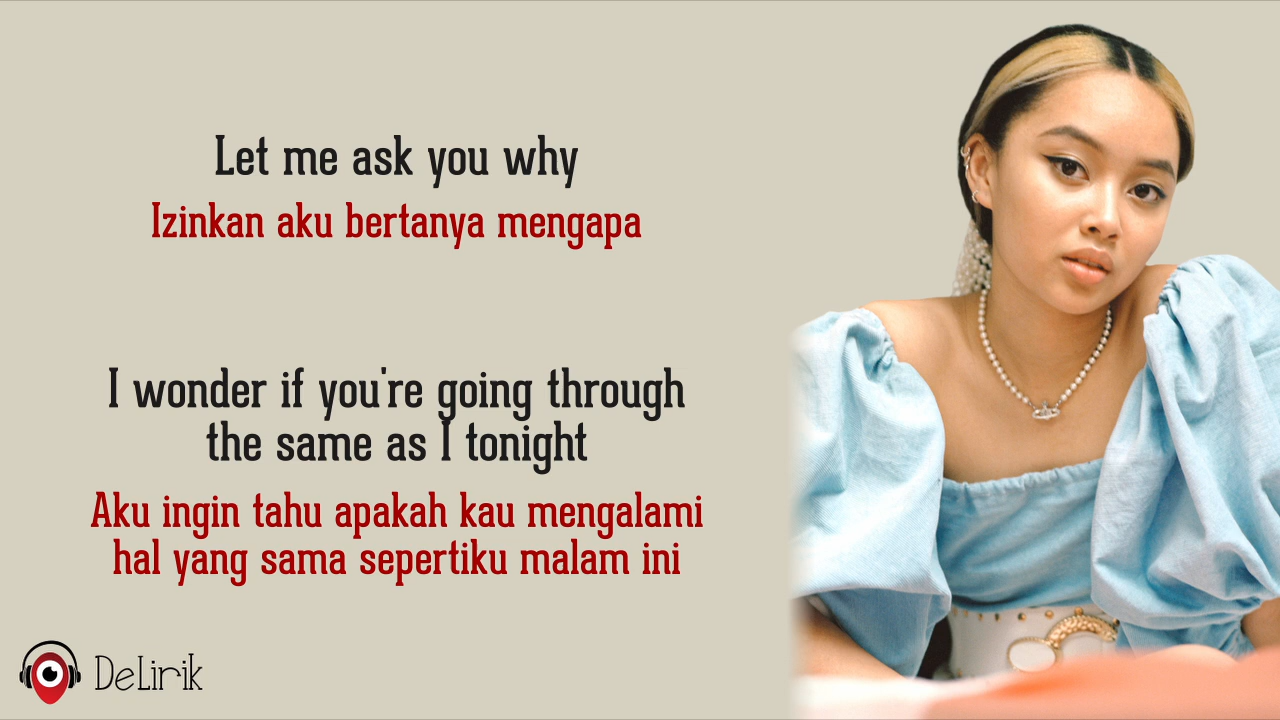 Let me ask you why
Izinkan aku bertanya mengapa
I wonder if you're going through
the same as I tonight
Aku ingin tahu apakah kau mengalami
hal yang sama sepertiku malam ini
DeLirik